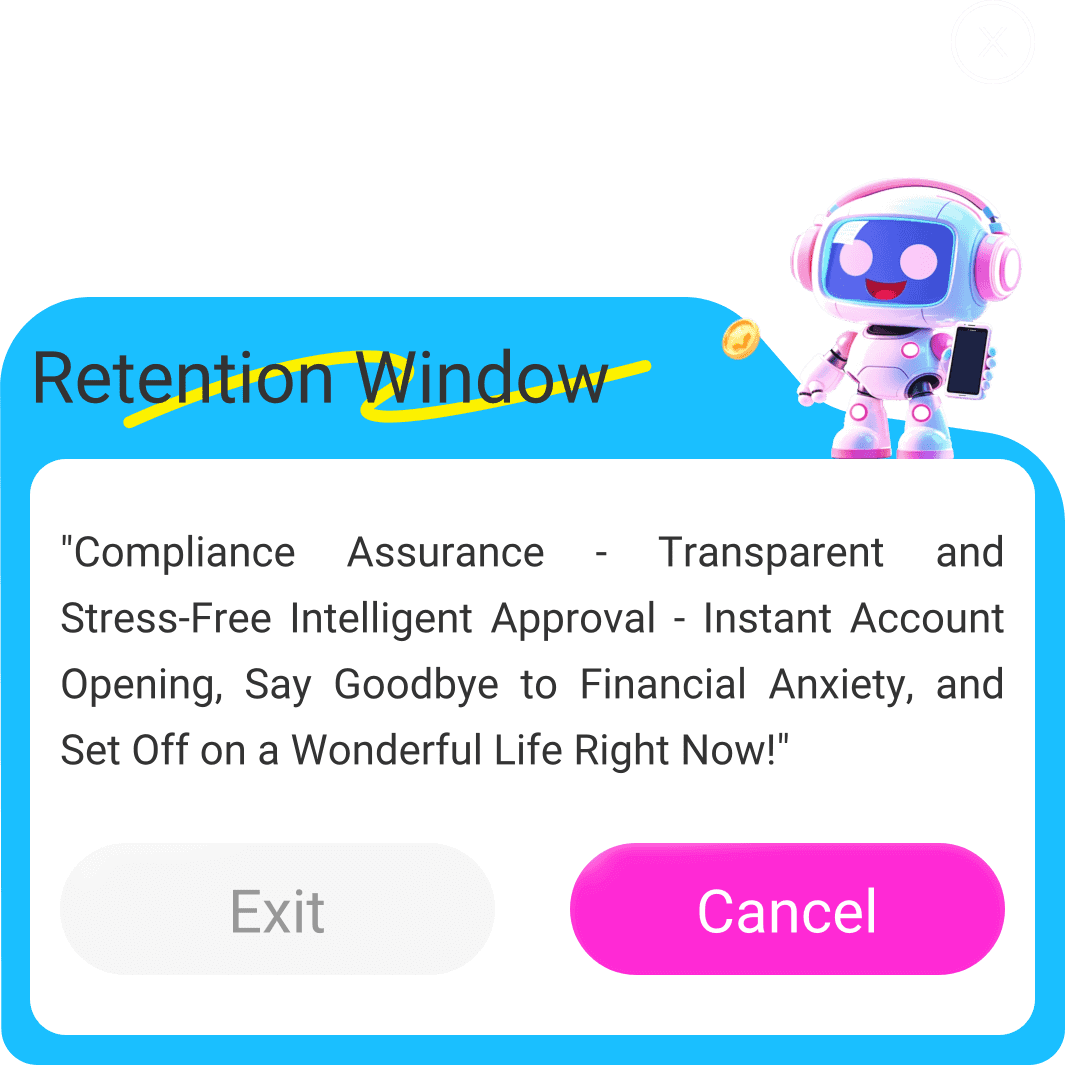 Retention Window
"Compliance Assurance - Transparent and
Stress-Free Intelligent Approval - Instant Account
Opening, Say Goodbye to Financial Anxiety, and
Set Off on a Wonderful Life Right Now!"
Exit
Cancel